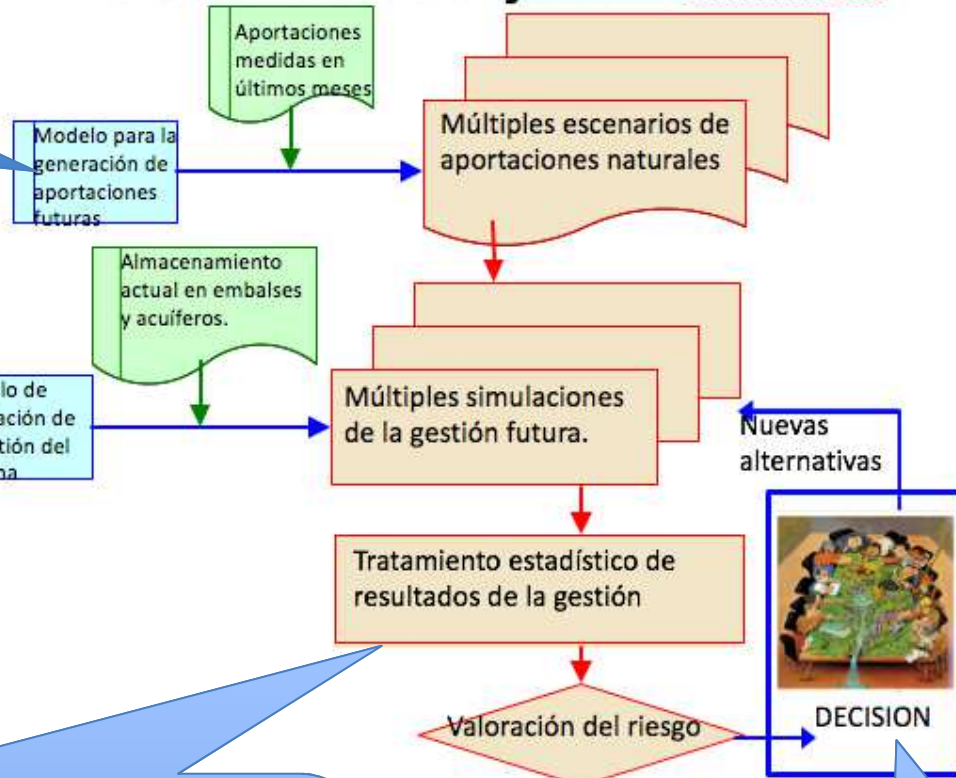 Aportaciones
medidas en
últimos meses
Modelo para la
generación de
aportaciones
futuras
Múltiples escenarios de
aportaciones naturales
Almacenamiento
actual en embalses
y acuíferos.
de
del
Múltiples simulaciones
de la gestión futura.
Nuevas
alternativas
Tratamiento estadístico de
resultados de la gestión
Valoración del riesgo
DECISION